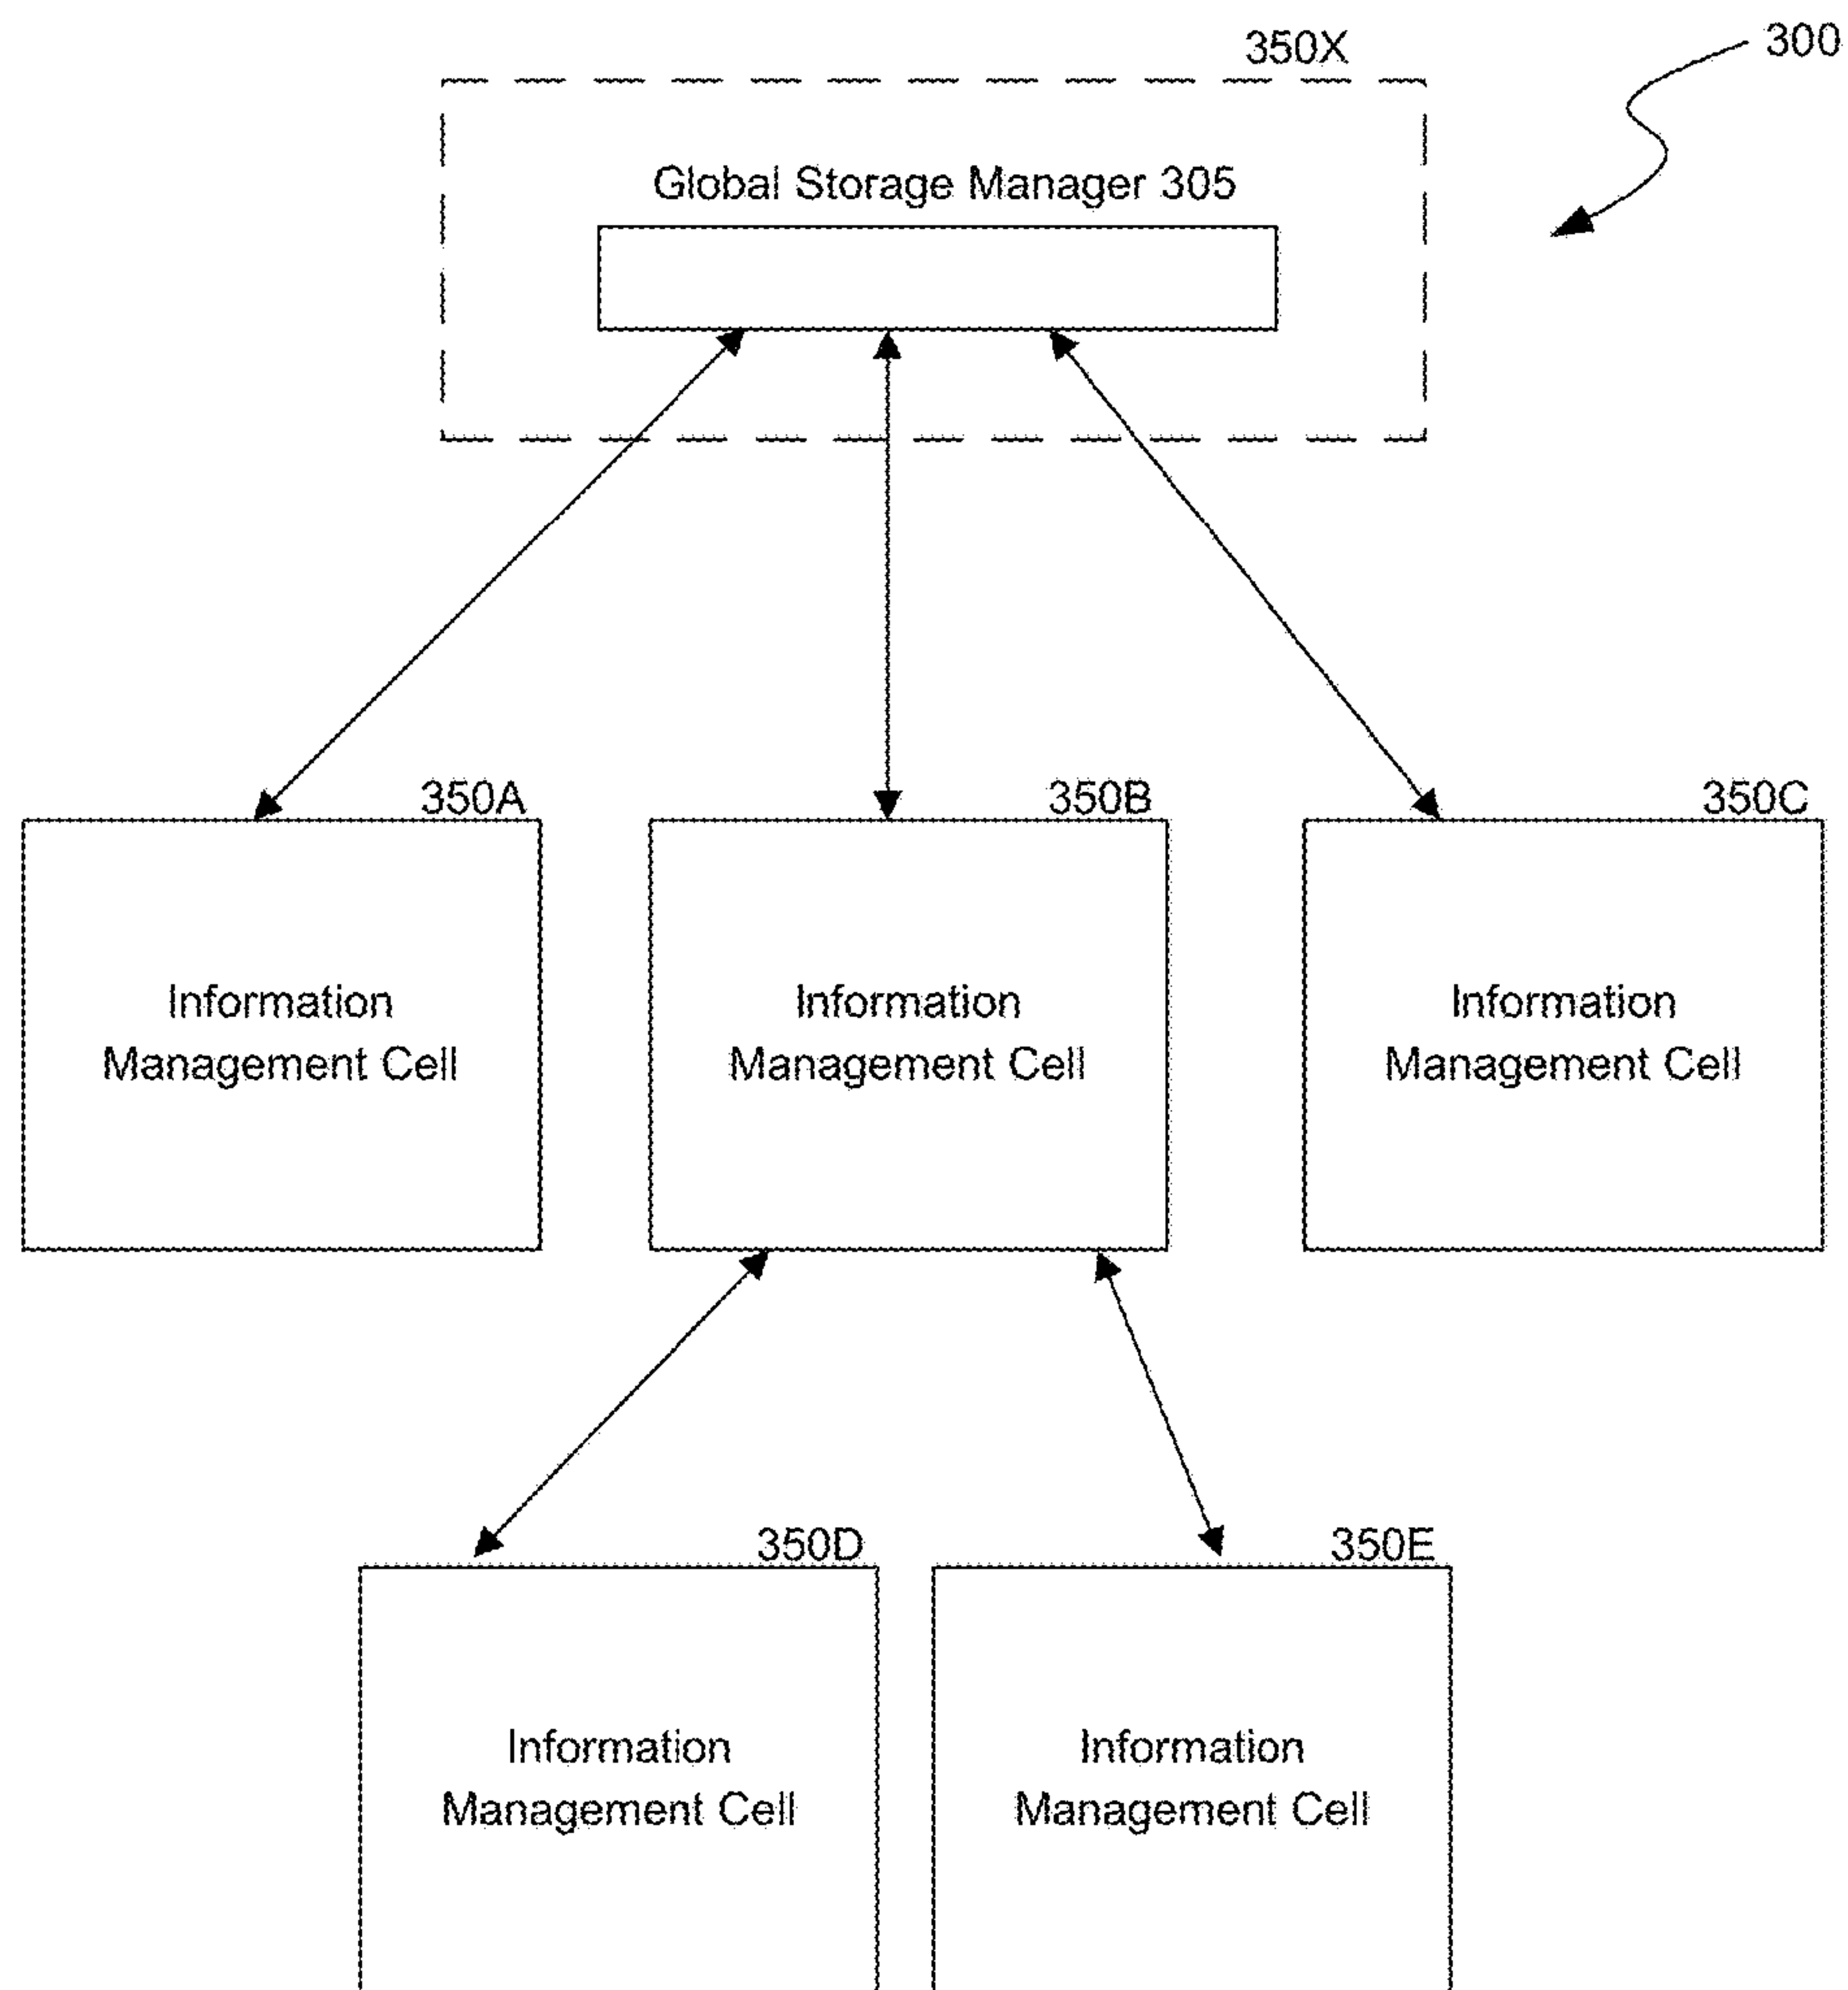 350X
300
Global Storage Manager 305
350A
350B
350C
Information
Management Cell
Information
Management Cell
Information
Management Cell
350D
350E
Information
Management Cell
Information
Management Cell